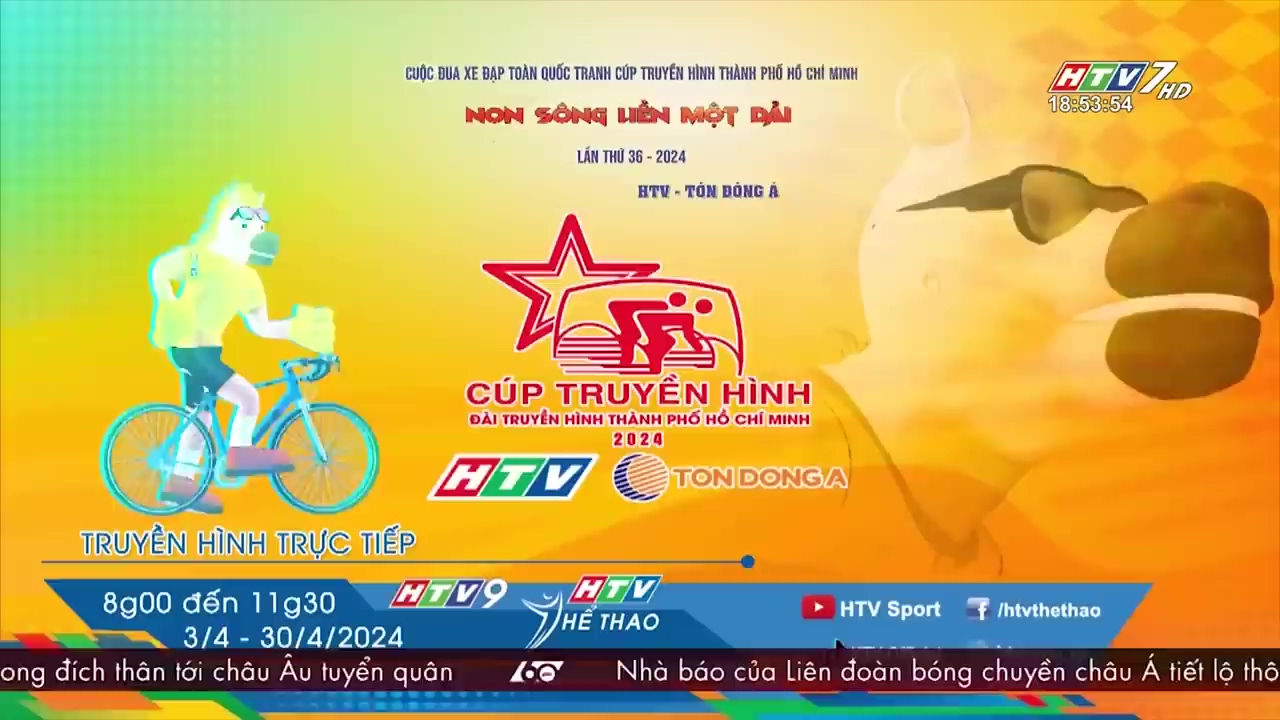 CUỘC ĐUA XE ĐẠP TOÀN QUỐC TRANH CÚP TRUYỀN HÌNH THÀNH PHỐ HỒ CHÍ MINH
NON SÔNG LIỀN MỘT DẢI
LẦN THỨ 36 - 2024
HTV - TÔN ĐÔNG Á
HTV7 HD
18:53:54
CÚP TRUYỀN HÌNH
ĐÀI TRUYỀN HÌNH THÀNH PHỐ HỒ CHÍ MINH
2024
HTV TON DONG A
TRUYỀN HÌNH TRỰC TIẾP
8g00 đến 11g30
3/4 - 30/4/2024
HTV9
HTV THỂ THAO
HTV Sport
/htvthethao
ong đích thân tới châu Âu tuyển quân
Nhà báo của Liên đoàn bóng chuyền châu Á tiết lộ thô